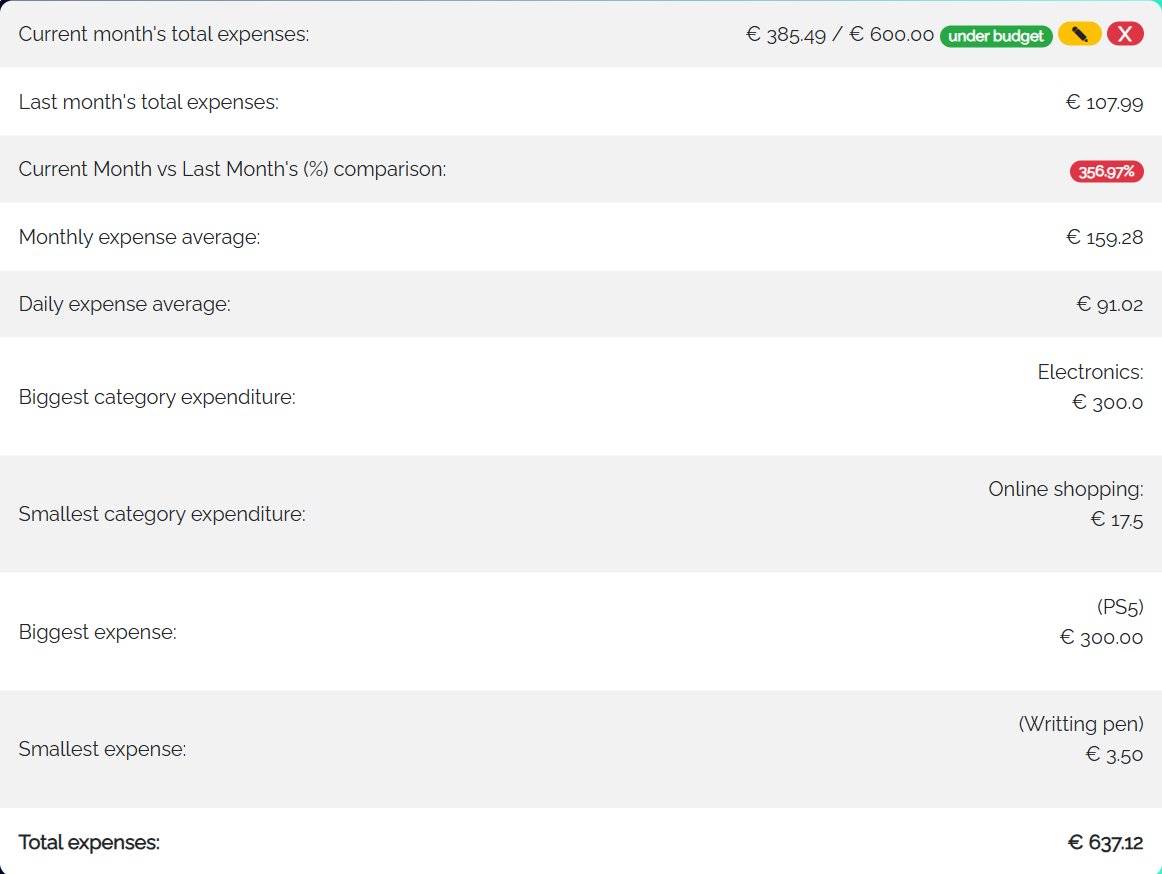 Current month's total expenses: € 385.49 / € 600.00 under budget X
Last month's total expenses: € 107.99
Current Month vs Last Month's (%) comparison: 356.97%
Monthly expense average: € 159.28
Daily expense average: € 91.02
Biggest category expenditure: Electronics:
€ 300.0
Smallest category expenditure: Online shopping:
€ 17.5
Biggest expense: (PS5)
€ 300.00
Smallest expense: (Writting pen)
€ 3.50
Total expenses: € 637.12